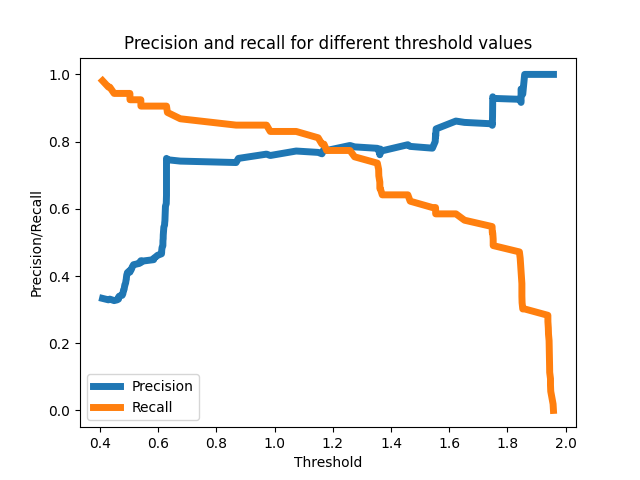 Precision and recall for different threshold values
1.0
0.8
0.6
0.4
0.2
0.0
Precision/Recall
Precision
Recall
0.4 0.6 0.8 1.0 1.2 1.4 1.6 1.8 2.0
Threshold